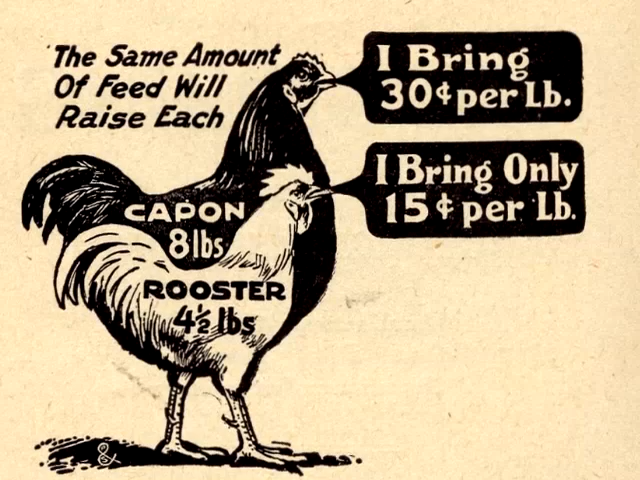 The Same Amount
Of Feed Will
Raise Each
I Bring
30¢ per Lb.
I Bring Only
15¢ per Lb.
CAPON
8 lbs
ROOSTER
4½ lbs
&